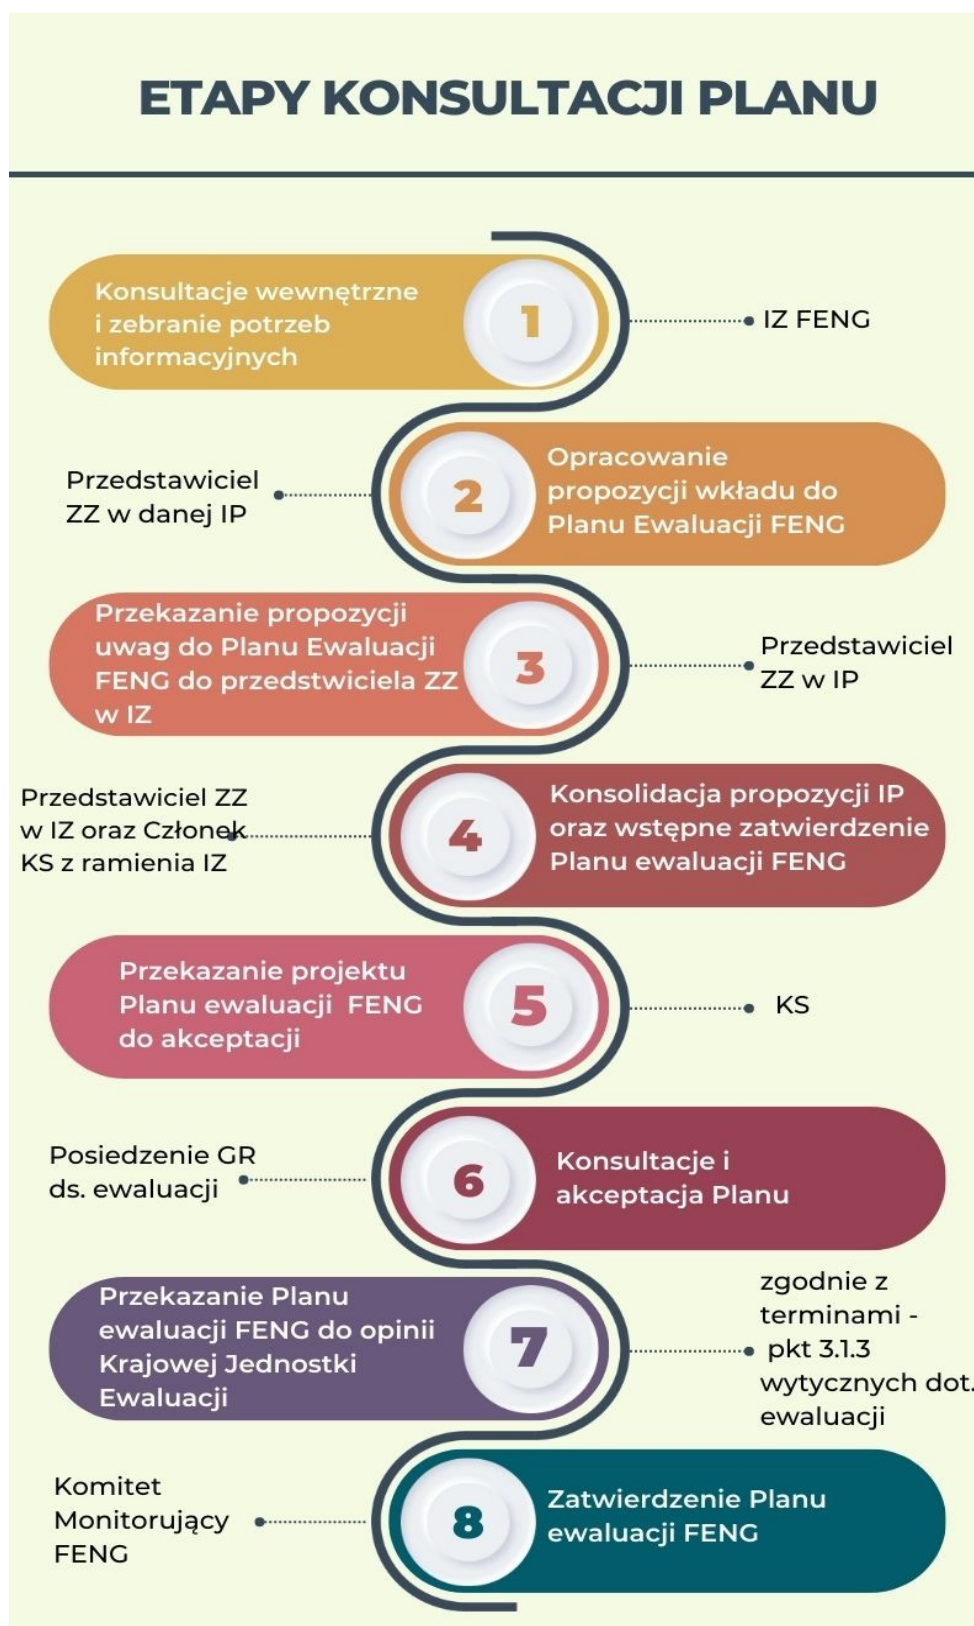 ETAPY KONSULTACJI PLANU
Konsultacje wewnętrzne
i zebranie potrzeb
informacyjnych
1
IZ FENG
Przedstawiciel
ZZ w danej IP
2
Opracowanie
propozycji wkładu do
Planu Ewaluacji FENG
Przekazanie propozycji
uwag do Planu Ewaluacji
FENG do przedstwiciela ZZ
w IZ
3
Przedstawiciel
ZZ w IP
Przedstawiciel ZZ
w IZ oraz Członek
KS z ramienia IZ
4
Konsolidacja propozycji IP
oraz wstępne zatwierdzenie
Planu ewaluacji FENG
Przekazanie projektu
Planu ewaluacji FENG
do akceptacji
5
KS
Posiedzenie GR
ds. ewaluacji
6
Konsultacje i
akceptacja Planu
Przekazanie Planu
ewaluacji FENG do opinii
Krajowej Jednostki
Ewaluacji
7
zgodnie z
terminami -
pkt 3.1.3
wytycznych dot.
ewaluacji
Komitet
Monitorujący
FENG
8
Zatwierdzenie Planu
ewaluacji FENG